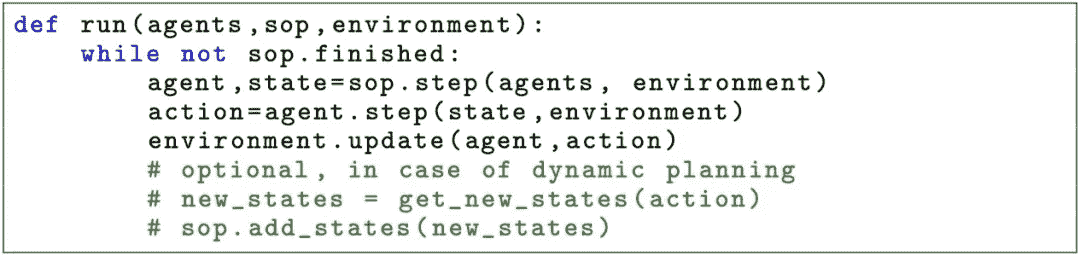 def run(agents,sop,environment):
    while not sop.finished:
        agent,state=sop.step(agents, environment)
        action=agent.step(state,environment)
        environment.update(agent,action)
        # optional, in case of dynamic planning
        # new_states = get_new_states(action)
        # sop.add_states(new_states)